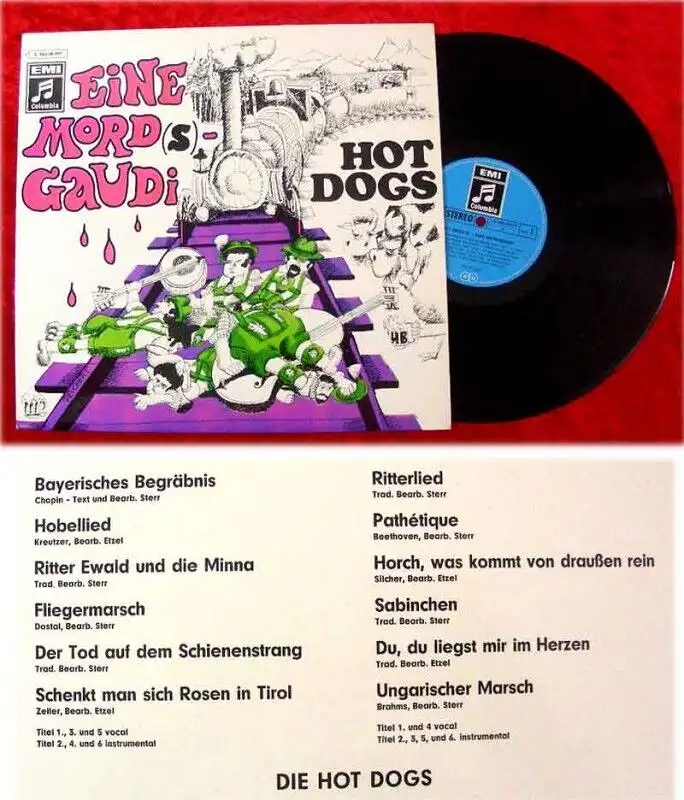 EMI
Columbia
EiNE
MORD(S)-
GAUDi
HOT
DOGS
HB
EMI
Columbia
STEREO
Bayerisches Begräbnis
Chopin - Text und Bearb. Sterr
Hobellied
Kreutzer, Bearb. Etzel
Ritter Ewald und die Minna
Trad. Bearb. Sterr
Fliegermarsch
Dostal, Bearb. Sterr
Der Tod auf dem Schienenstrang
Trad. Bearb. Sterr
Schenkt man sich Rosen in Tirol
Zeller, Bearb. Etzel
Titel 1., 3. und 5 vocal
Titel 2., 4. und 6 instrumental
Ritterlied
Trad. Bearb. Sterr
Pathétique
Beethoven, Bearb. Sterr
Horch, was kommt von draußen rein
Silcher, Bearb. Etzel
Sabinchen
Trad. Bearb. Sterr
Du, du liegst mir im Herzen
Trad. Bearb. Etzel
Ungarischer Marsch
Brahms, Bearb. Sterr
Titel 1. und 4 vocal
Titel 2., 3, 5, und 6. instrumental
DIE HOT DOGS